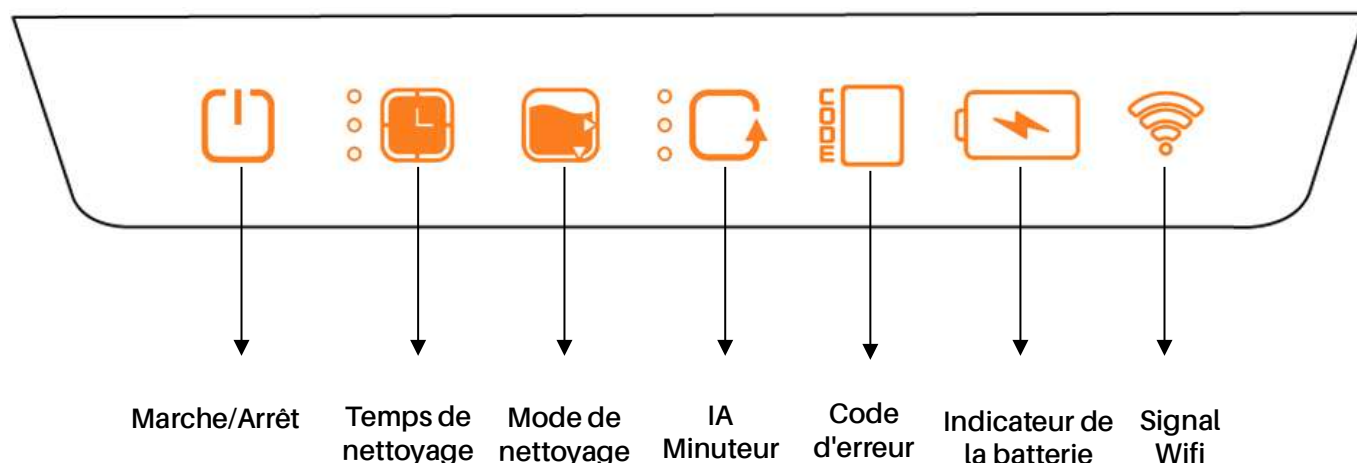 CODE
Marche/Arrêt
Temps de
nettoyage
Mode de
nettoyage
IA
Minuteur
Code
d'erreur
Indicateur de
la batterie
Signal
Wifi